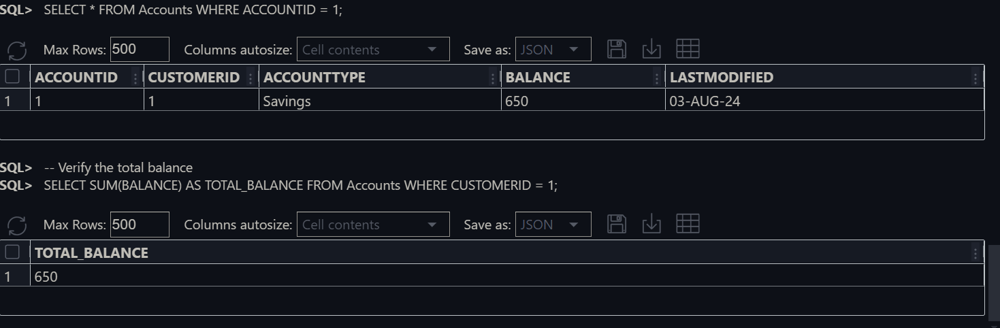 SQL> SELECT * FROM Accounts WHERE ACCOUNTID = 1;
Max Rows: 500 Columns autosize: Cell contents Save as: JSON
ACCOUNTID CUSTOMERID ACCOUNTTYPE BALANCE LASTMODIFIED
1 1 1 Savings 650 03-AUG-24
SQL> -- Verify the total balance
SQL> SELECT SUM(BALANCE) AS TOTAL_BALANCE FROM Accounts WHERE CUSTOMERID = 1;
Max Rows: 500 Columns autosize: Cell contents Save as: JSON
TOTAL_BALANCE
1 650